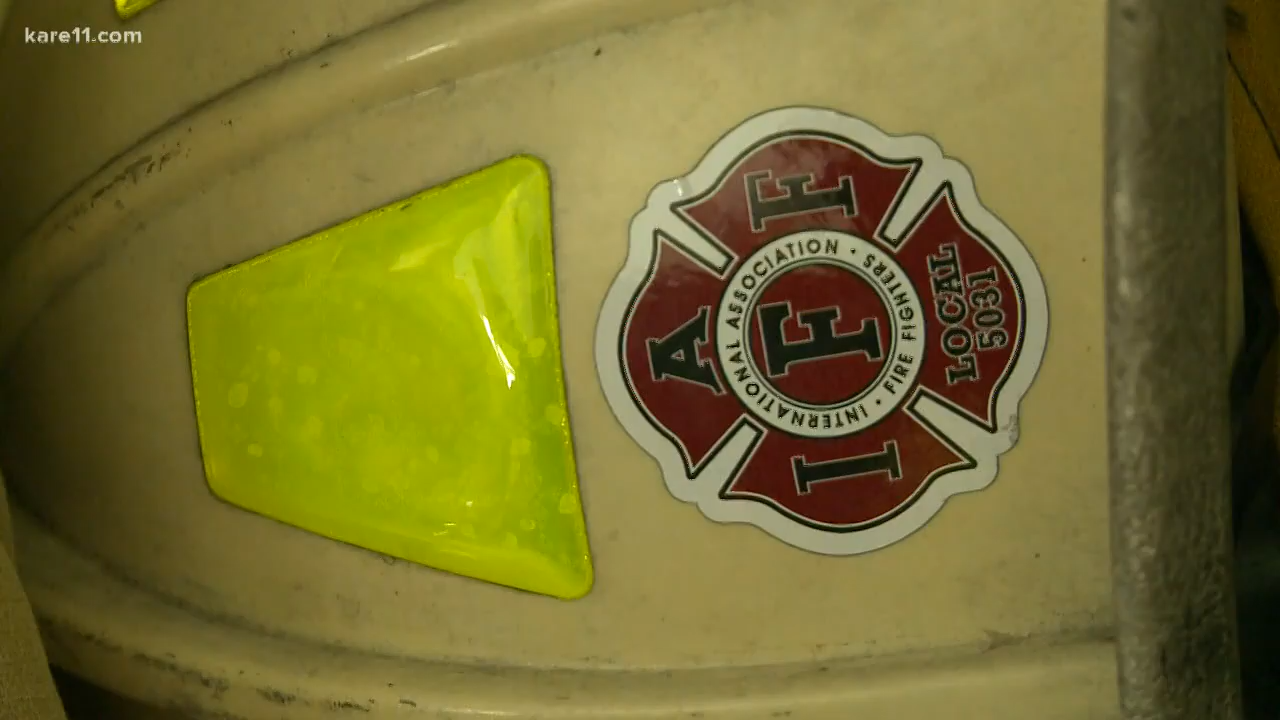 kare11.com
I A F F
INTERNATIONAL ASSOCIATION • FIRE FIGHTERS •
F
LOCAL
5031